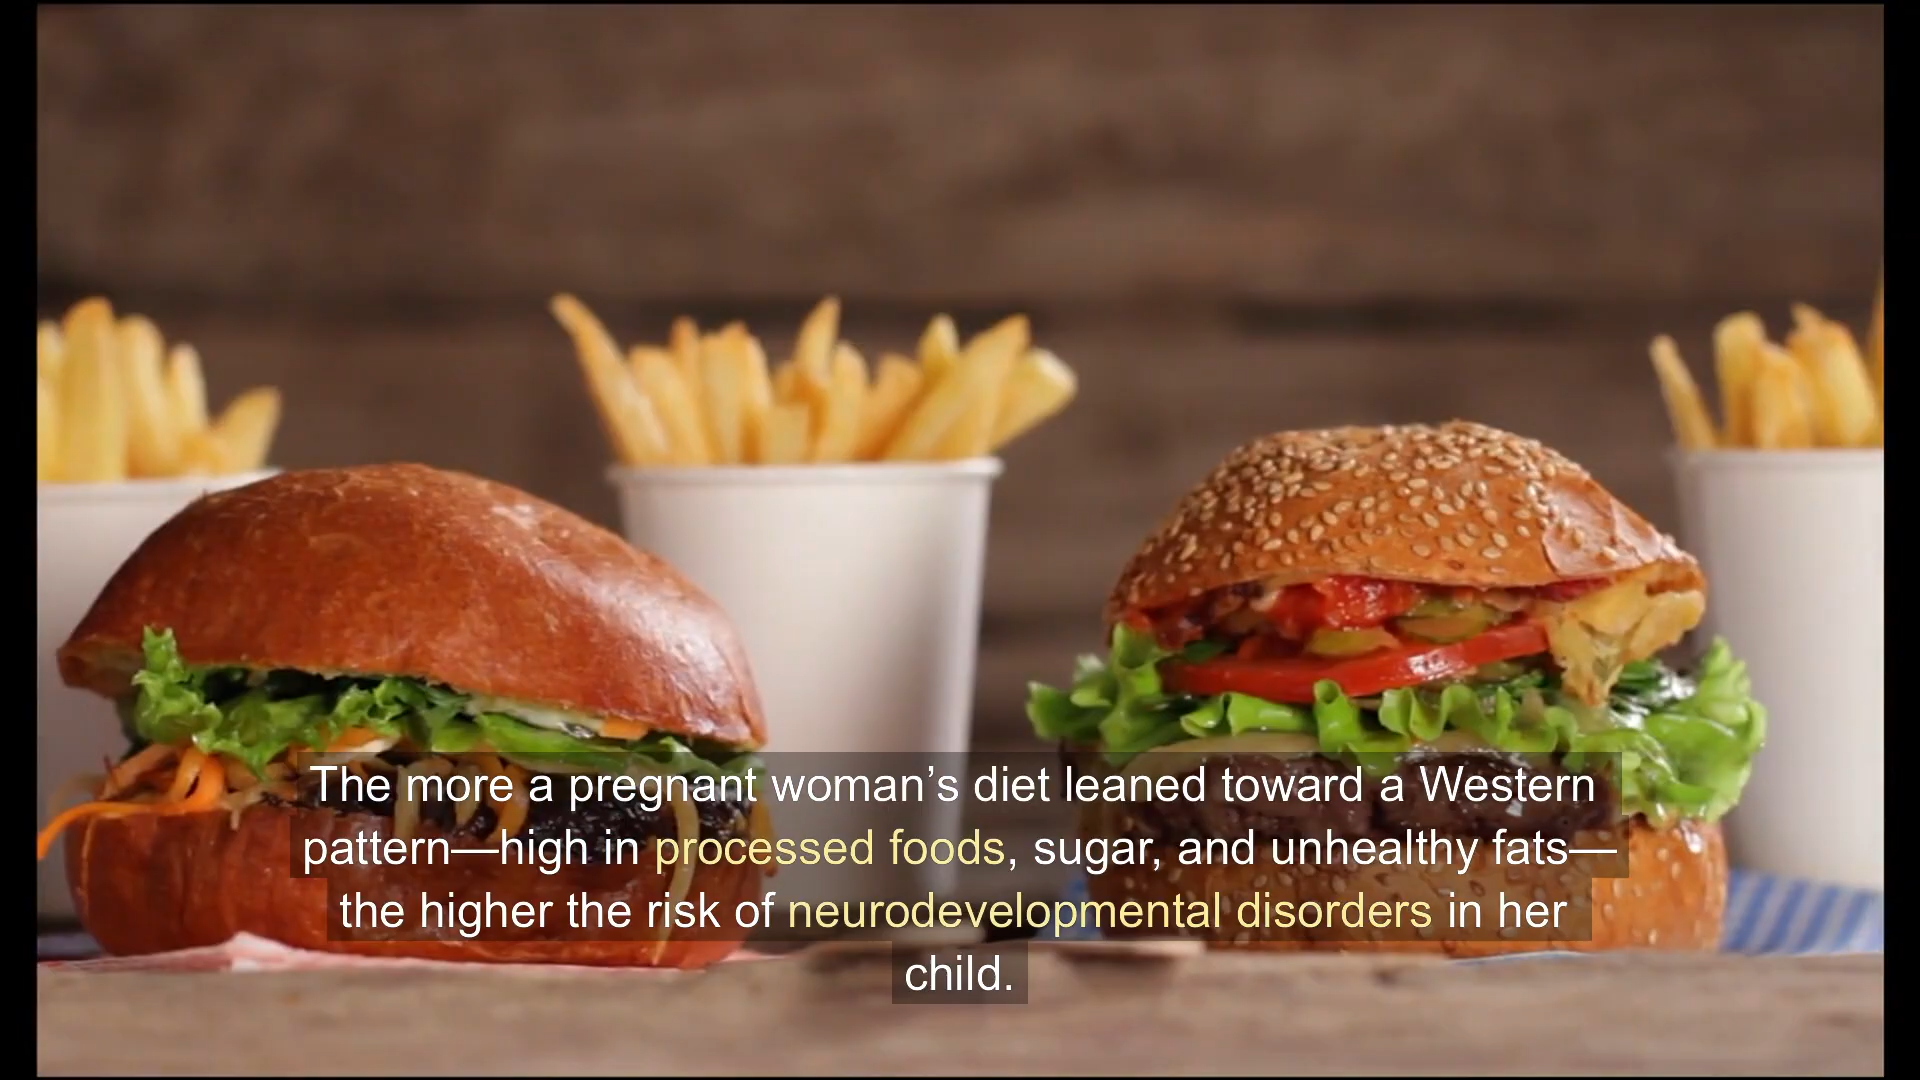 The more a pregnant woman’s diet leaned toward a Western
pattern—high in processed foods, sugar, and unhealthy fats—
the higher the risk of neurodevelopmental disorders in her
child.